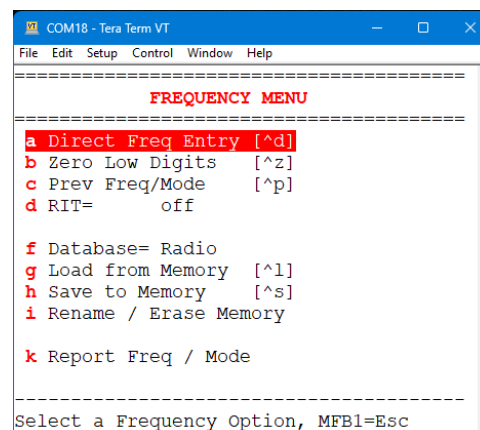 COM18 - Tera Term VT
File Edit Setup Control Window Help
==========================================
FREQUENCY MENU
==========================================
a Direct Freq Entry [^d]
b Zero Low Digits [^z]
c Prev Freq/Mode [^p]
d RIT= off
f Database= Radio
g Load from Memory [^l]
h Save to Memory [^s]
i Rename / Erase Memory
k Report Freq / Mode
------------------------------------------
Select a Frequency Option, MFB1=Esc